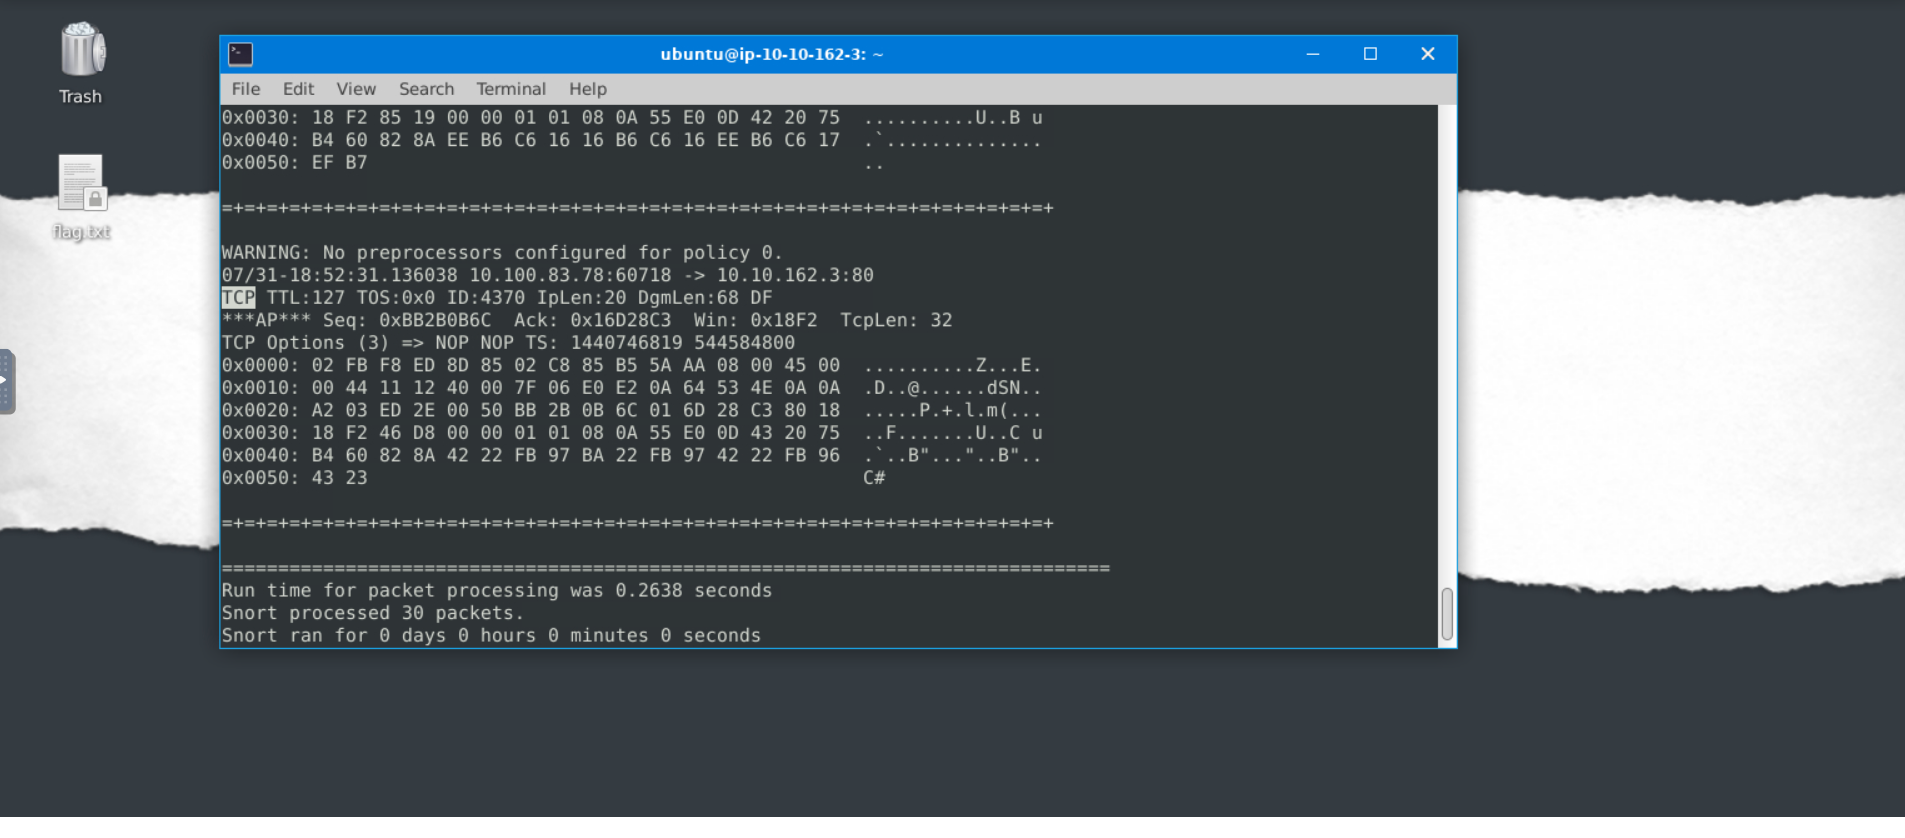 Trash
flag.txt
ubuntu@ip-10-10-162-3: ~
File Edit View Search Terminal Help
0x0030: 18 F2 85 19 00 00 01 01 08 0A 55 E0 0D 42 20 75  ..........U..B u
0x0040: B4 60 82 8A EE B6 C6 16 16 B6 C6 16 EE B6 C6 17  .`..............
0x0050: EF B7                                            ..
=+=+=+=+=+=+=+=+=+=+=+=+=+=+=+=+=+=+=+=+=+=+=+=+=+=+=+=+=+=+=+=+=+=+=+=+=+
WARNING: No preprocessors configured for policy 0.
07/31-18:52:31.136038 10.100.83.78:60718 -> 10.10.162.3:80
TCP TTL:127 TOS:0x0 ID:4370 IpLen:20 DgmLen:68 DF
***AP*** Seq: 0xBB2B0B6C  Ack: 0x16D28C3  Win: 0x18F2  TcpLen: 32
TCP Options (3) => NOP NOP TS: 1440746819 544584800
0x0000: 02 FB F8 ED 8D 85 02 C8 85 B5 5A AA 08 00 45 00  ..........Z...E.
0x0010: 00 44 11 12 40 00 7F 06 E0 E2 0A 64 53 4E 0A 0A  .D..@......dSN..
0x0020: A2 03 ED 2E 00 50 BB 2B 0B 6C 01 6D 28 C3 80 18  .....P.+.l.m(...
0x0030: 18 F2 46 D8 00 00 01 01 08 0A 55 E0 0D 43 20 75  ..F.......U..C u
0x0040: B4 60 82 8A 42 22 FB 97 BA 22 FB 97 42 22 FB 96  .`..B"..."..B"..
0x0050: 43 23                                            C#
=+=+=+=+=+=+=+=+=+=+=+=+=+=+=+=+=+=+=+=+=+=+=+=+=+=+=+=+=+=+=+=+=+=+=+=+=+
===============================================================================
Run time for packet processing was 0.2638 seconds
Snort processed 30 packets.
Snort ran for 0 days 0 hours 0 minutes 0 seconds